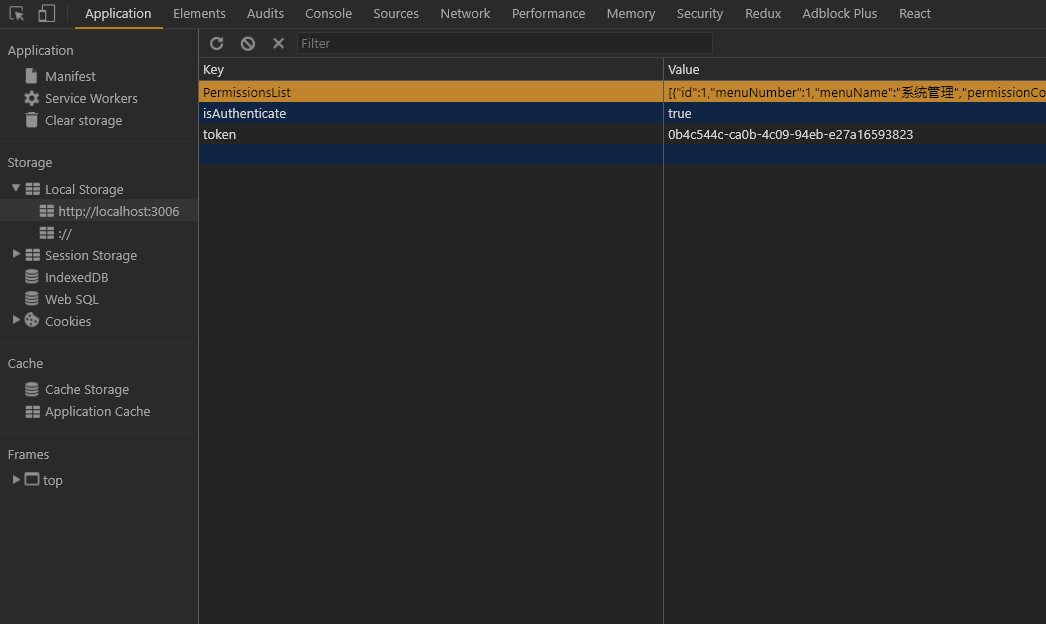 Application Elements Audits Console Sources Network Performance Memory Security Redux Adblock Plus React
Application
Manifest
Service Workers
Clear storage
Storage
Local Storage
http://localhost:3006
://
Session Storage
IndexedDB
Web SQL
Cookies
Cache
Cache Storage
Application Cache
Frames
top
Filter
Key Value
PermissionsList [{"id":1,"menuNumber":1,"menuName":"系统管理","permissionCo
isAuthenticate true
token 0b4c544c-ca0b-4c09-94eb-e27a16593823